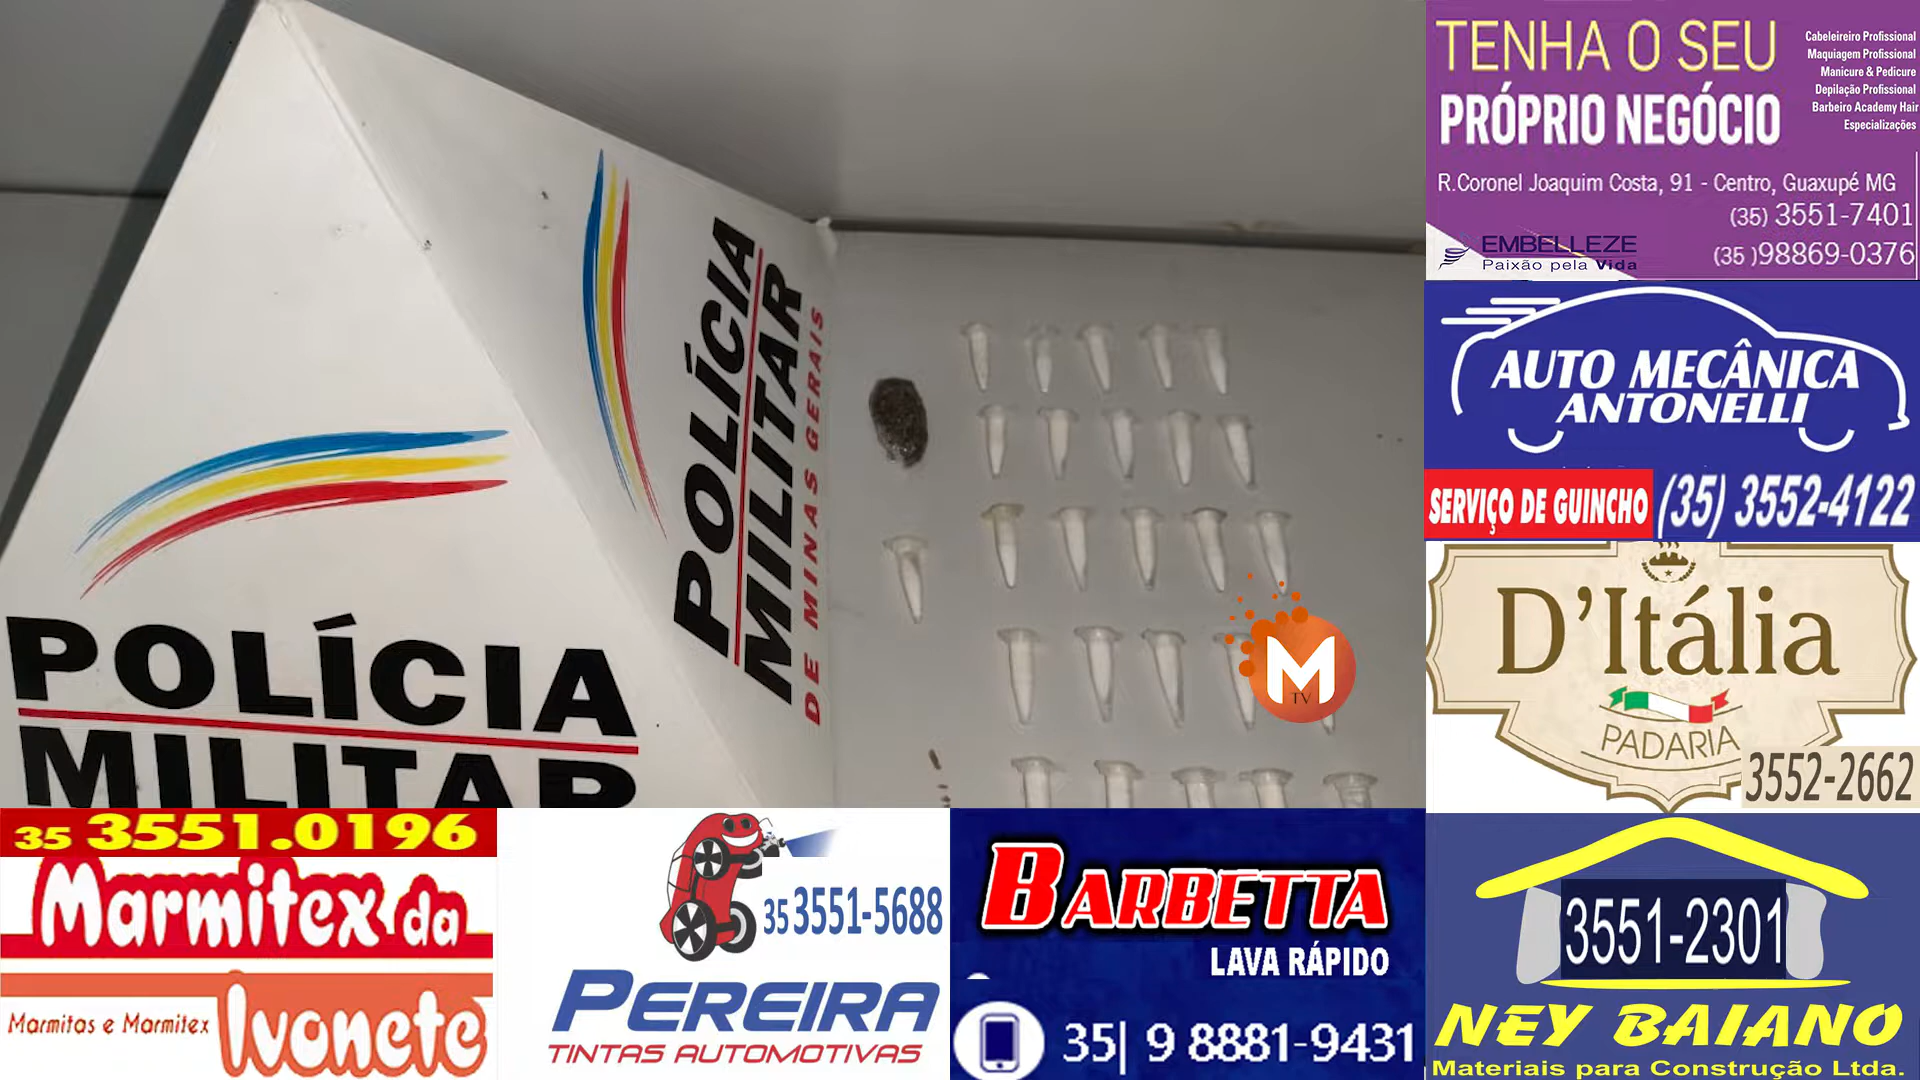 POLÍCIA
MILITAR
POLÍCIA
MILITAR
DE MINAS GERAIS
M
TV
TENHA O SEU
PRÓPRIO NEGÓCIO
Cabeleireiro Profissional
Maquiagem Profissional
Manicure & Pedicure
Depilação Profissional
Barbeiro Academy Hair
Especializações
R.Coronel Joaquim Costa, 91 - Centro, Guaxupé MG
(35) 3551-7401
(35 )98869-0376
EMBELLEZE
Paixão pela Vida
AUTO MECÂNICA
ANTONELLI
SERVIÇO DE GUINCHO (35) 3552-4122
D'Itália
PADARIA
3552-2662
35 3551.0196
Marmitex da
Ivonete
Marmitas e Marmitex
35 3551-5688
PEREIRA
TINTAS AUTOMOTIVAS
BARBETTA
LAVA RÁPIDO
35| 9 8881-9431
3551-2301
NEY BAIANO
Materiais para Construção Ltda.